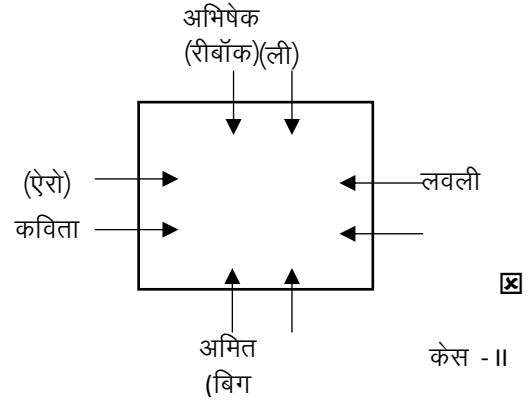 अभिषेक
(रीबॉक)(ली)
(ऐरो)
लवली
कविता
अमित
(बिग
केस - II